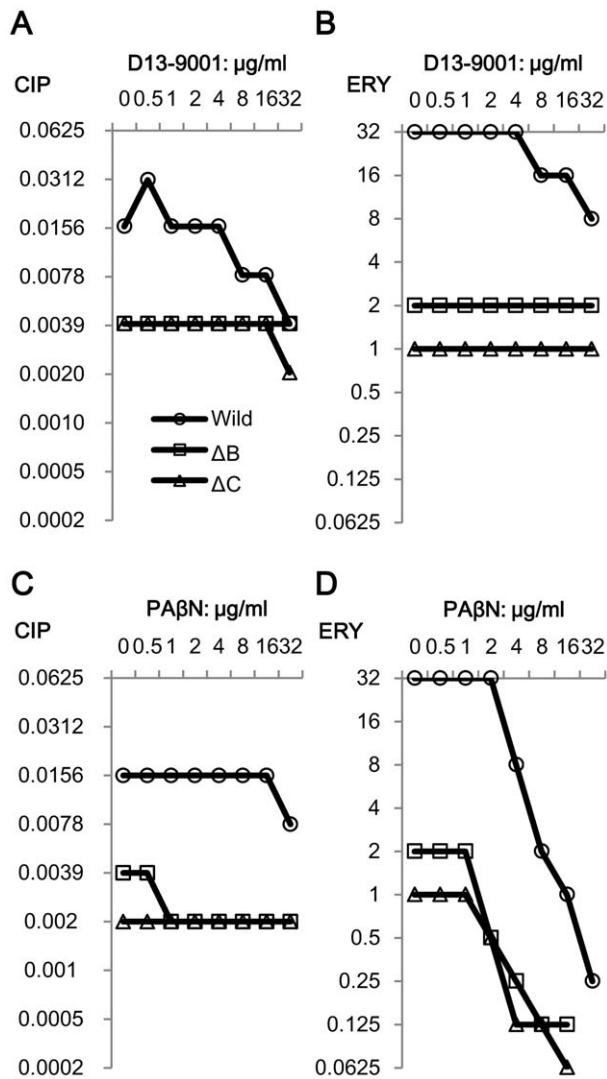 A
D13-9001: µg/ml
CIP
0 0.5 1 2 4 8 16 32
0.0625
0.0312
0.0156
0.0078
0.0039
0.0020
0.0010
0.0005
0.0002
Wild
ΔB
ΔC
B
D13-9001: µg/ml
ERY
0 0.5 1 2 4 8 16 32
32
16
8
4
2
1
0.5
0.25
0.125
0.0625
C
PAβN: µg/ml
CIP
0 0.5 1 2 4 8 16 32
0.0625
0.0312
0.0156
0.0078
0.0039
0.002
0.001
0.0005
0.0002
D
PAβN: µg/ml
ERY
0 0.5 1 2 4 8 16 32
32
16
8
4
2
1
0.5
0.25
0.125
0.0625